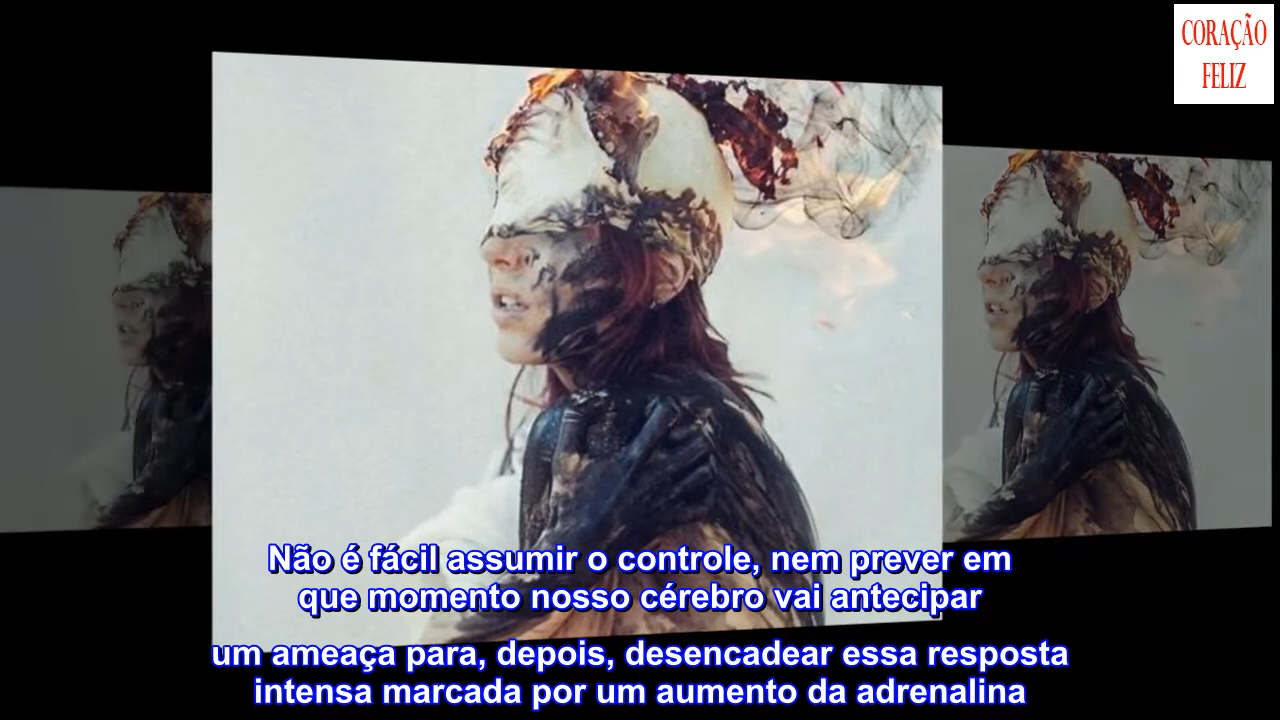 CORAÇÃO
FELIZ
Não é fácil assumir o controle, nem prever em
que momento nosso cérebro vai antecipar
um ameaça para, depois, desencadear essa resposta
intensa marcada por um aumento da adrenalina